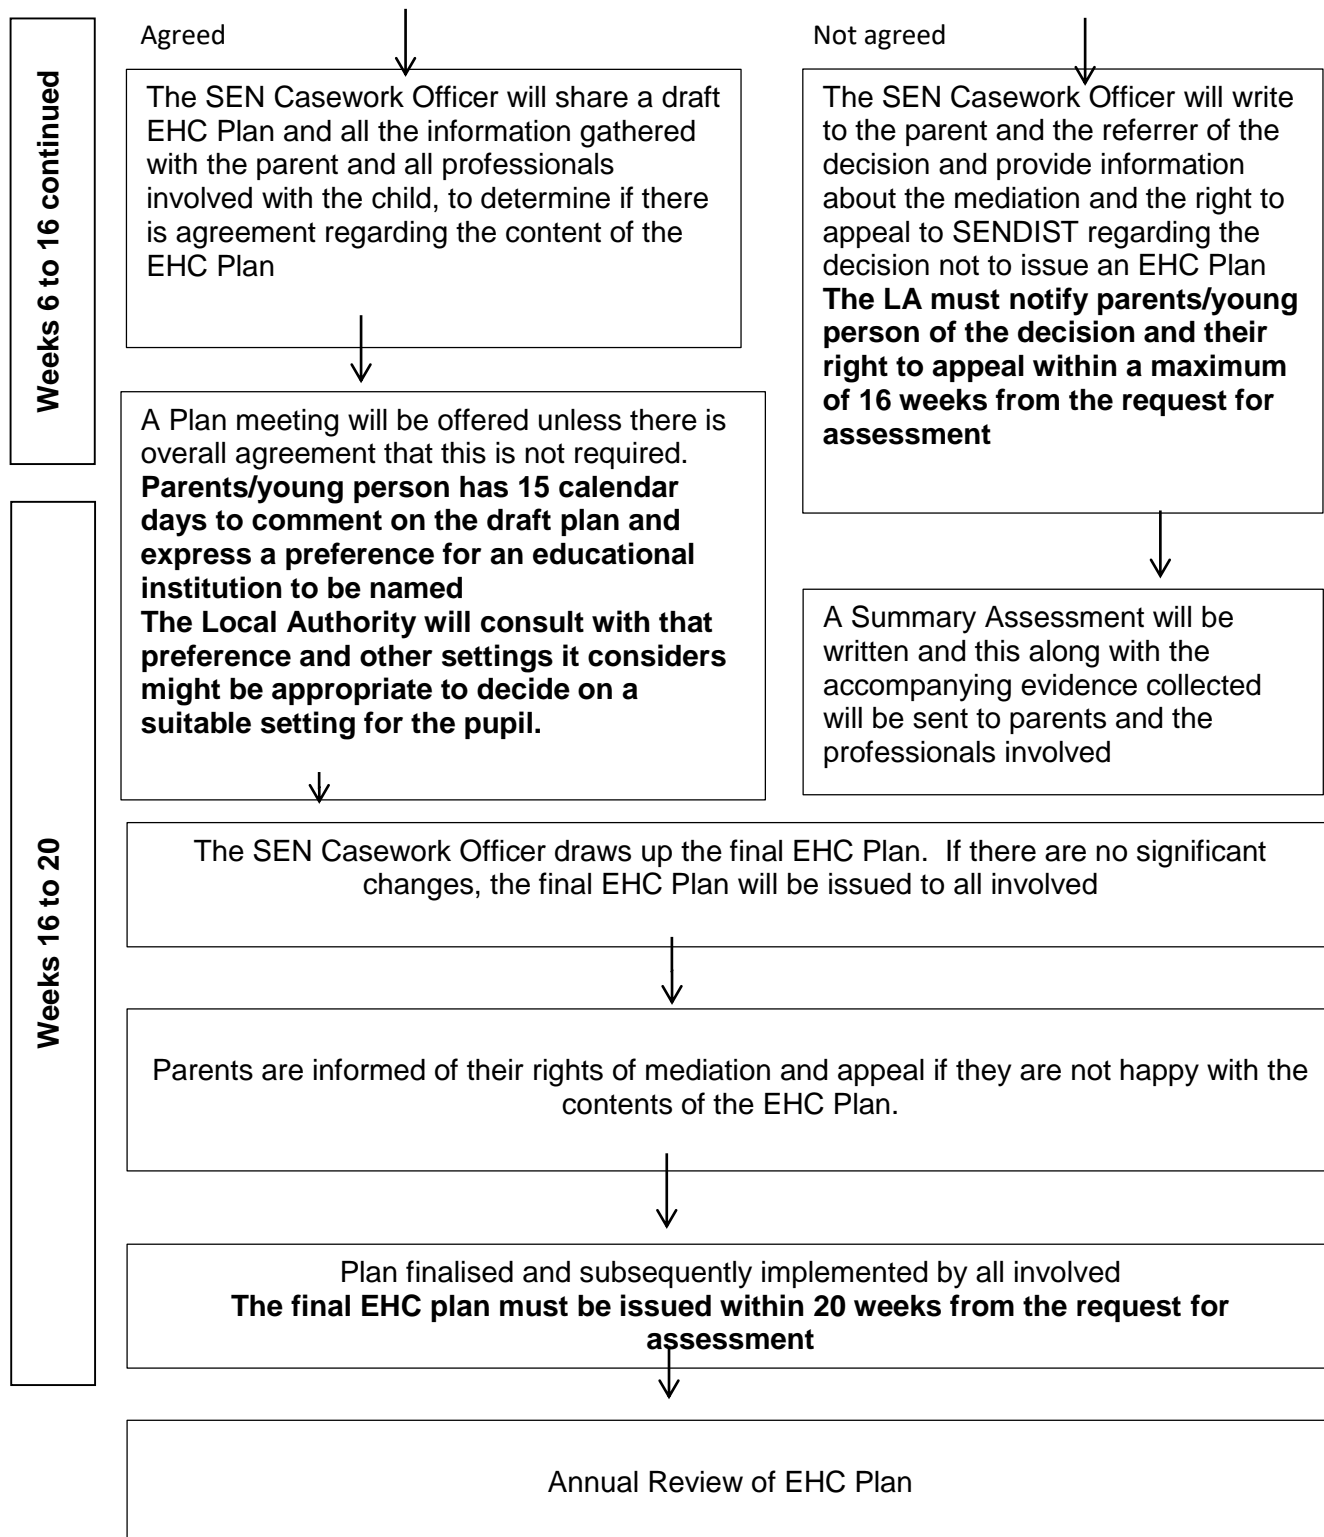 Weeks 6 to 16 continued
Agreed
The SEN Casework Officer will share a draft
EHC Plan and all the information gathered
with the parent and all professionals
involved with the child, to determine if there
is agreement regarding the content of the
EHC Plan
Not agreed
The SEN Casework Officer will write
to the parent and the referrer of the
decision and provide information
about the mediation and the right to
appeal to SENDIST regarding the
decision not to issue an EHC Plan
The LA must notify parents/young
person of the decision and their
right to appeal within a maximum
of 16 weeks from the request for
assessment
A Plan meeting will be offered unless there is
overall agreement that this is not required.
Parents/young person has 15 calendar
days to comment on the draft plan and
express a preference for an educational
institution to be named
The Local Authority will consult with that
preference and other settings it considers
might be appropriate to decide on a
suitable setting for the pupil.
A Summary Assessment will be
written and this along with the
accompanying evidence collected
will be sent to parents and the
professionals involved
Weeks 16 to 20
The SEN Casework Officer draws up the final EHC Plan.  If there are no significant
changes, the final EHC Plan will be issued to all involved
Parents are informed of their rights of mediation and appeal if they are not happy with the
contents of the EHC Plan.
Plan finalised and subsequently implemented by all involved
The final EHC plan must be issued within 20 weeks from the request for
assessment
Annual Review of EHC Plan